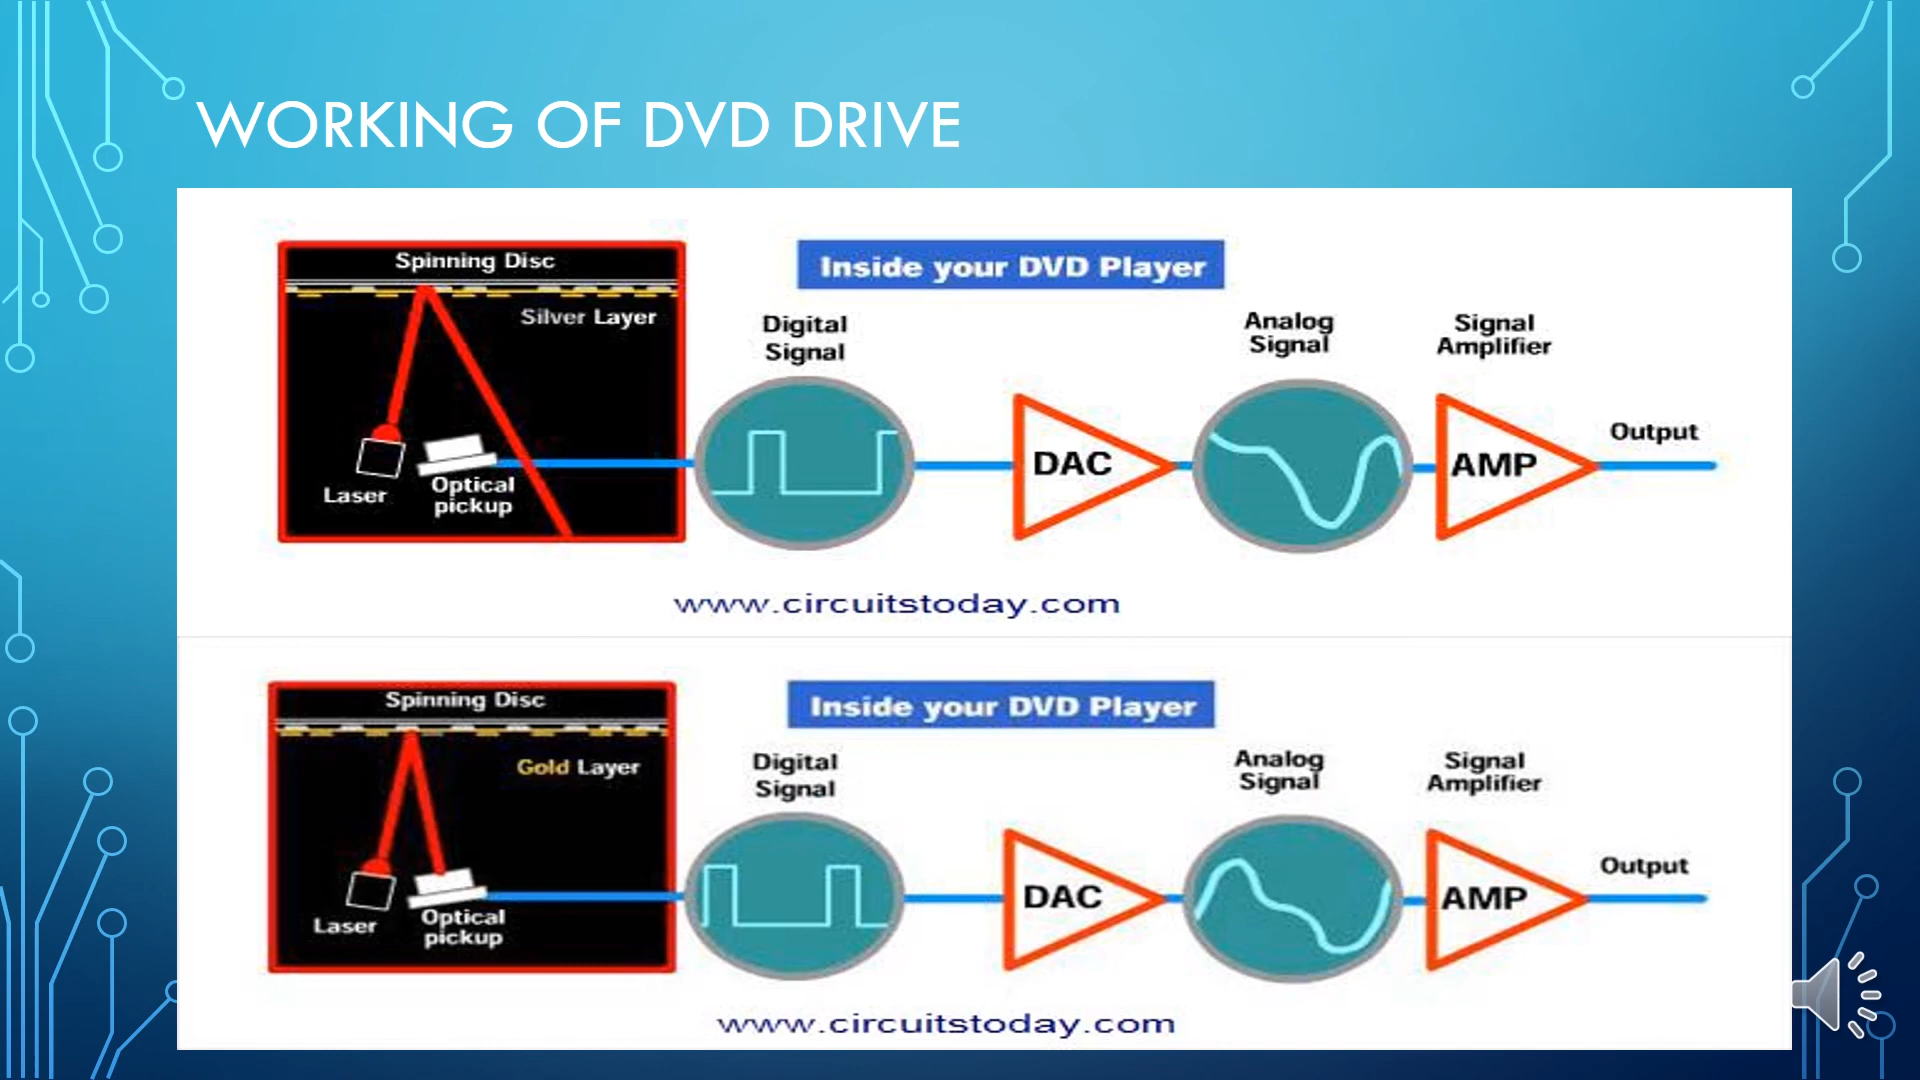 WORKING OF DVD DRIVE
Spinning Disc
Inside your DVD Player
Silver Layer
Digital
Signal
Analog
Signal
Signal
Amplifier
Output
DAC
AMP
Laser
Optical
pickup
www.circuitstoday.com
Spinning Disc
Inside your DVD Player
Gold Layer
Digital
Signal
Analog
Signal
Signal
Amplifier
Output
DAC
AMP
Laser
Optical
pickup
www.circuitstoday.com